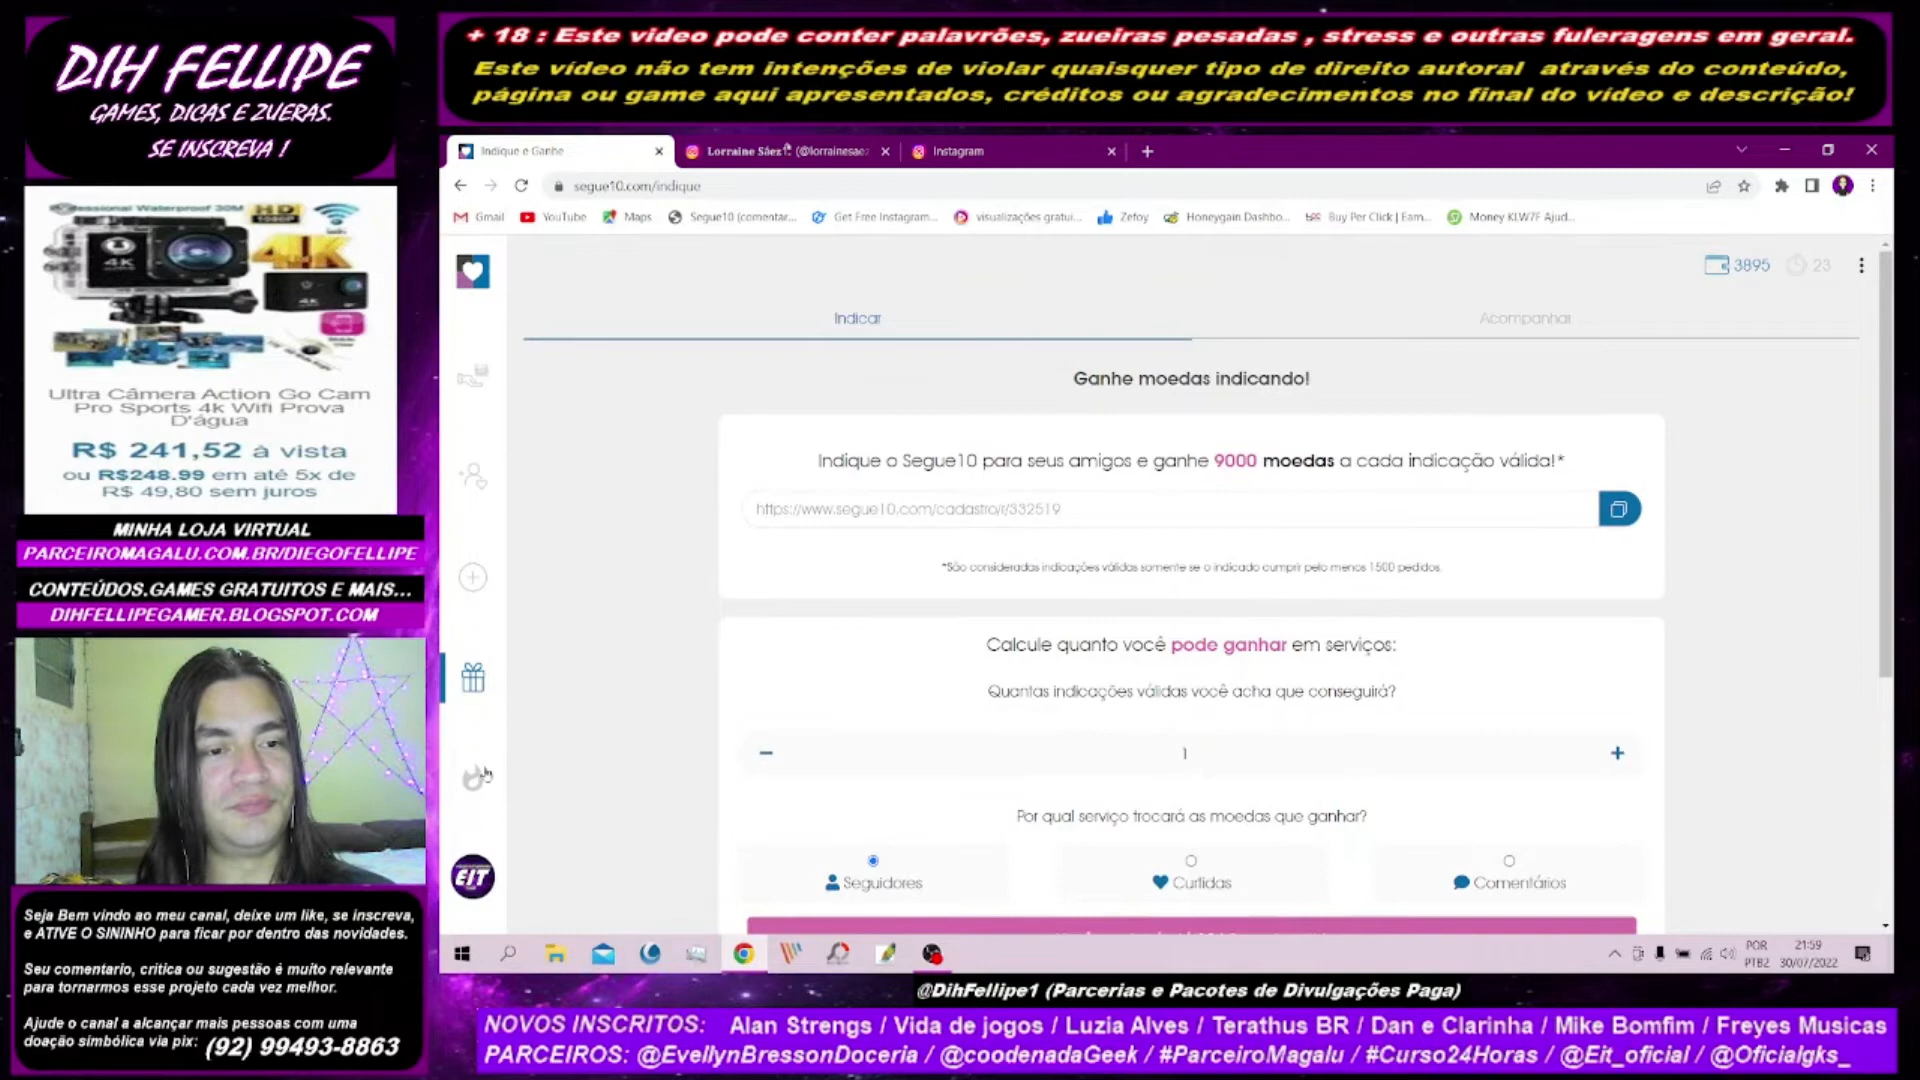 DIH FELLIPE
GAMES, DICAS E ZUERAS.
SE INSCREVA !
+ 18 : Este video pode conter palavrões, zueiras pesadas , stress e outras fuleragens em geral.
Este vídeo não tem intenções de violar quaisquer tipo de direito autoral através do conteúdo,
página ou game aqui apresentados, créditos ou agradecimentos no final do vídeo e descrição!
Professional Waterproof 30M
HD
WiFi
4K
4K
Ultra Câmera Action Go Cam
Pro Sports 4k Wifi Prova
D'água
R$ 241,52 à vista
ou R$248.99 em até 5x de
R$ 49,80 sem juros
MINHA LOJA VIRTUAL
PARCEIROMAGALU.COM.BR/DIEGOFELLIPE
CONTEÚDOS.GAMES GRATUITOS E MAIS...
DIHFELLIPEGAMER.BLOGSPOT.COM
Seja Bem vindo ao meu canal, deixe um like, se inscreva,
e ATIVE O SININHO para ficar por dentro das novidades.
Seu comentario, critica ou sugestão é muito relevante
para tornarmos esse projeto cada vez melhor.
Ajude o canal a alcançar mais pessoas com uma
doação símbólica via pix: (92) 99493-8863
Indique e Ganhe
Lorraine Sáez (@lorrainesaez
Instagram
segue10.com/indique
Gmail YouTube Maps Segue10 (comentar... Get Free Instagram... visualizações gratui... Zefoy Honeygain Dashbo... Buy Per Click | Earn... Money KLW7F Ajud...
3895 23
Indicar Acompanhar
Ganhe moedas indicando!
Indique o Segue10 para seus amigos e ganhe 9000 moedas a cada indicação válida!*
https://www.segue10.com/cadastro/r/332519
*São consideradas indicações válidas somente se o indicado cumprir pelo menos 1500 pedidos.
Calcule quanto você pode ganhar em serviços:
Quantas indicações válidas você acha que conseguirá?
− 1 +
Por qual serviço trocará as moedas que ganhar?
Seguidores Curtidas Comentários
EIT
POR 21:59
PTB2 30/07/2022
@DihFellipe1 (Parcerias e Pacotes de Divulgações Paga)
NOVOS INSCRITOS: Alan Strengs / Vida de jogos / Luzia Alves / Terathus BR / Dan e Clarinha / Mike Bomfim / Freyes Musicas
PARCEIROS: @EvellynBressonDoceria / @coodenadaGeek / #ParceiroMagalu / #Curso24Horas / @Eit_oficial / @Oficialgks_